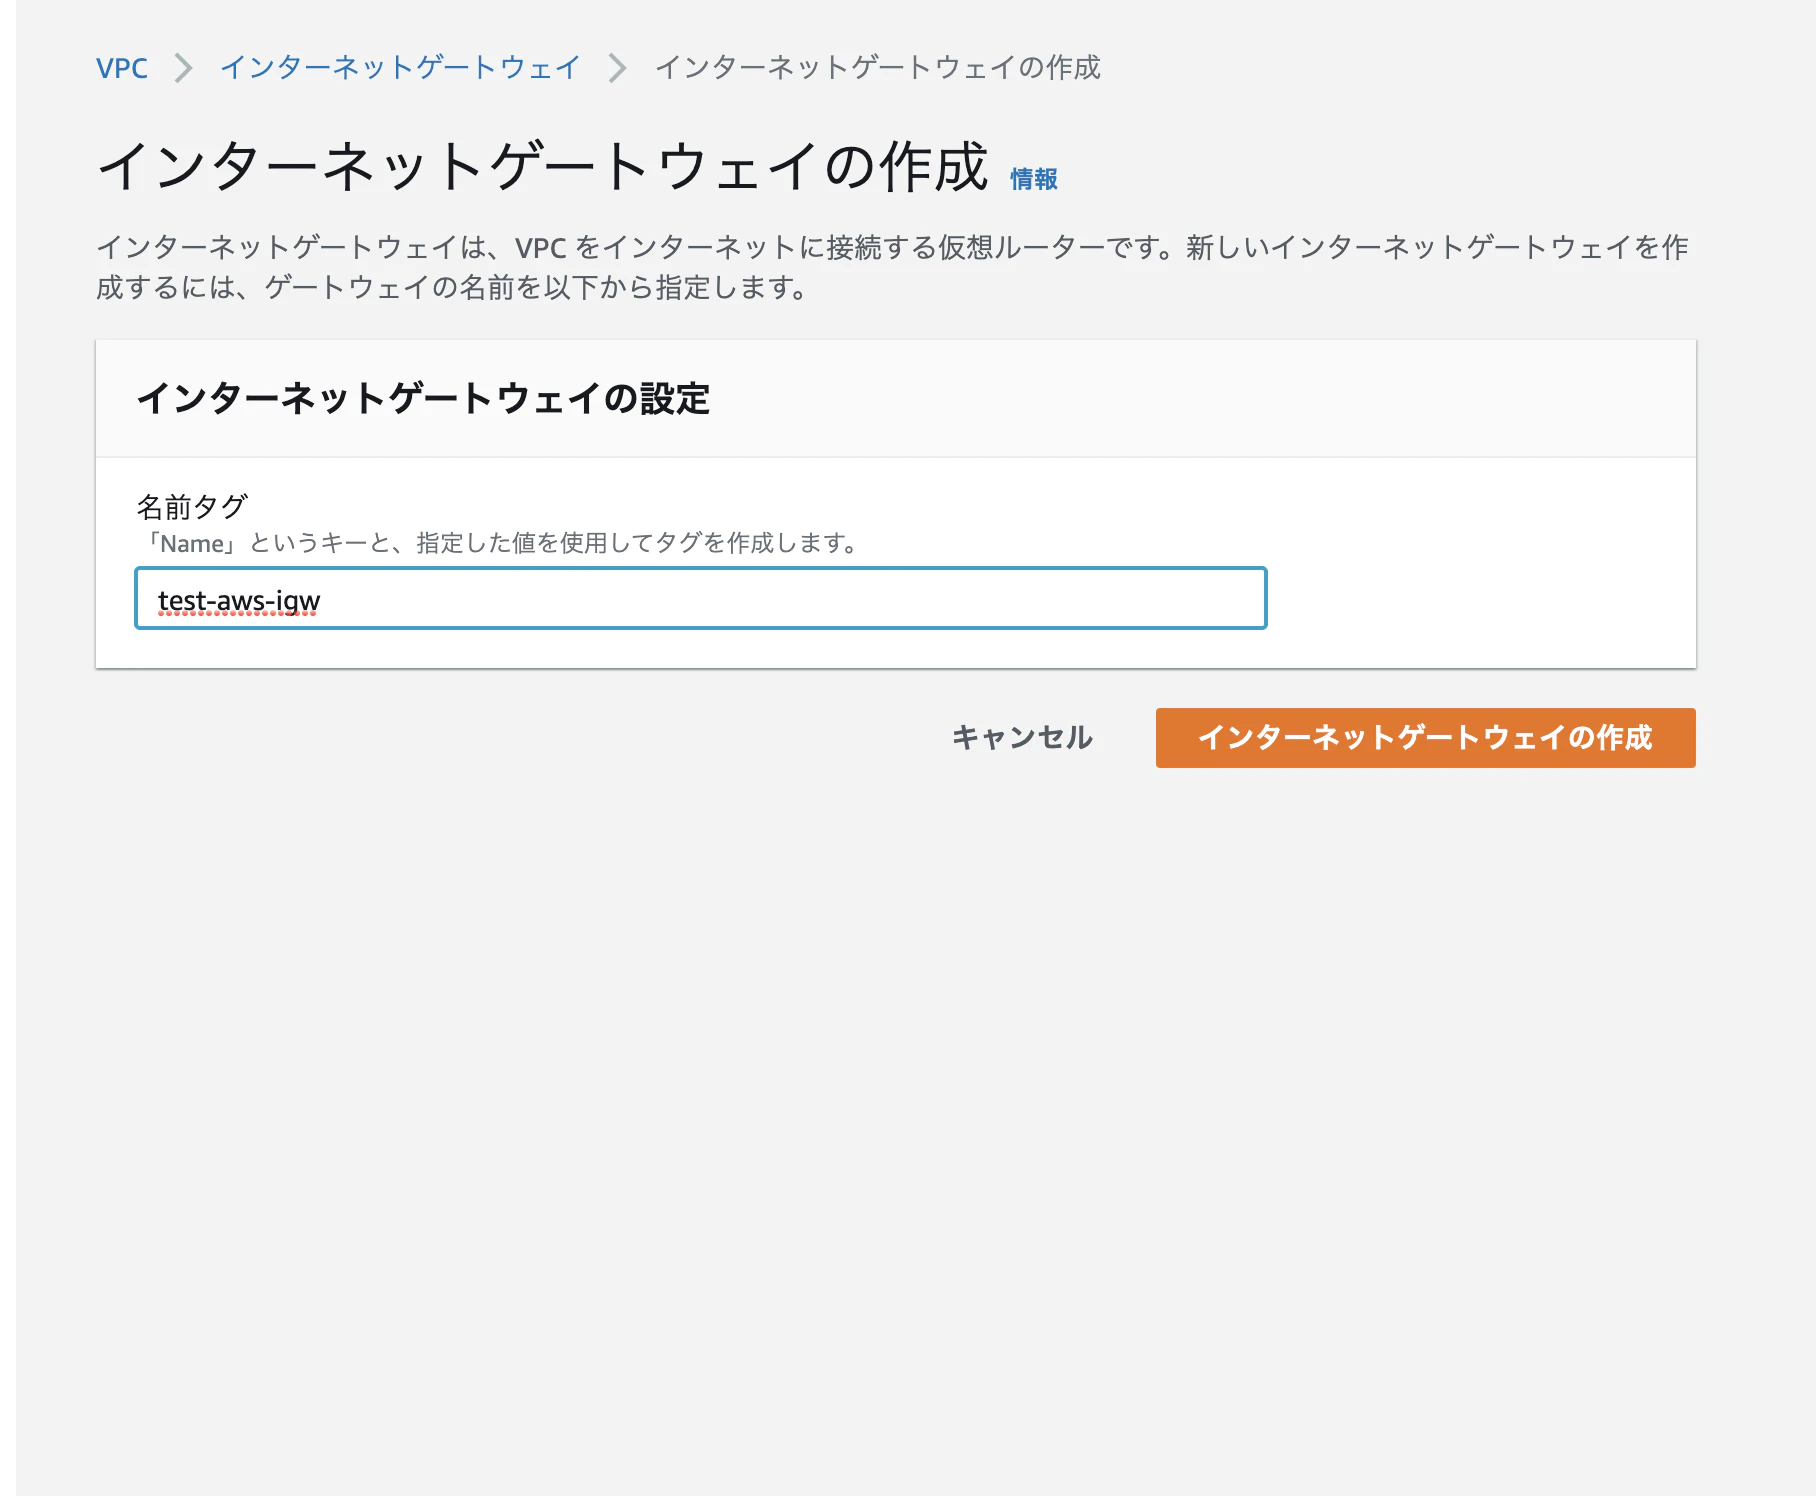 VPC > インターネットゲートウェイ > インターネットゲートウェイの作成
インターネットゲートウェイの作成 情報
インターネットゲートウェイは、VPC をインターネットに接続する仮想ルーターです。新しいインターネットゲートウェイを作
成するには、ゲートウェイの名前を以下から指定します。
インターネットゲートウェイの設定
名前タグ
「Name」というキーと、指定した値を使用してタグを作成します。
test-aws-igw
キャンセル インターネットゲートウェイの作成